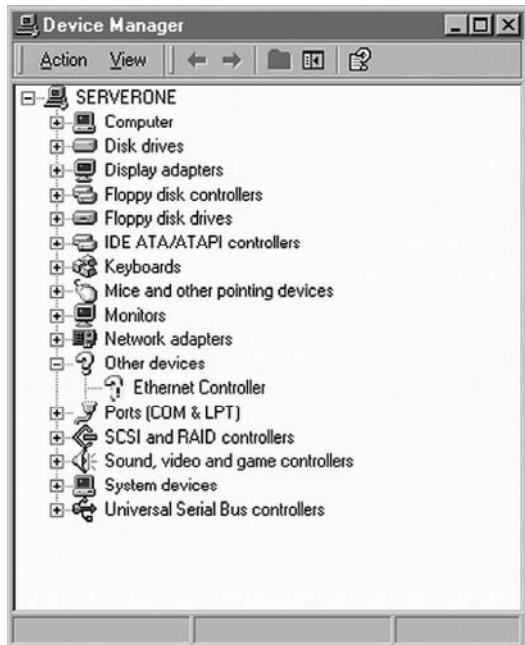 Device Manager
Action View
SERVERONE
Computer
Disk drives
Display adapters
Floppy disk controllers
Floppy disk drives
IDE ATA/ATAPI controllers
Keyboards
Mice and other pointing devices
Monitors
Network adapters
Other devices
Ethernet Controller
Ports (COM & LPT)
SCSI and RAID controllers
Sound, video and game controllers
System devices
Universal Serial Bus controllers